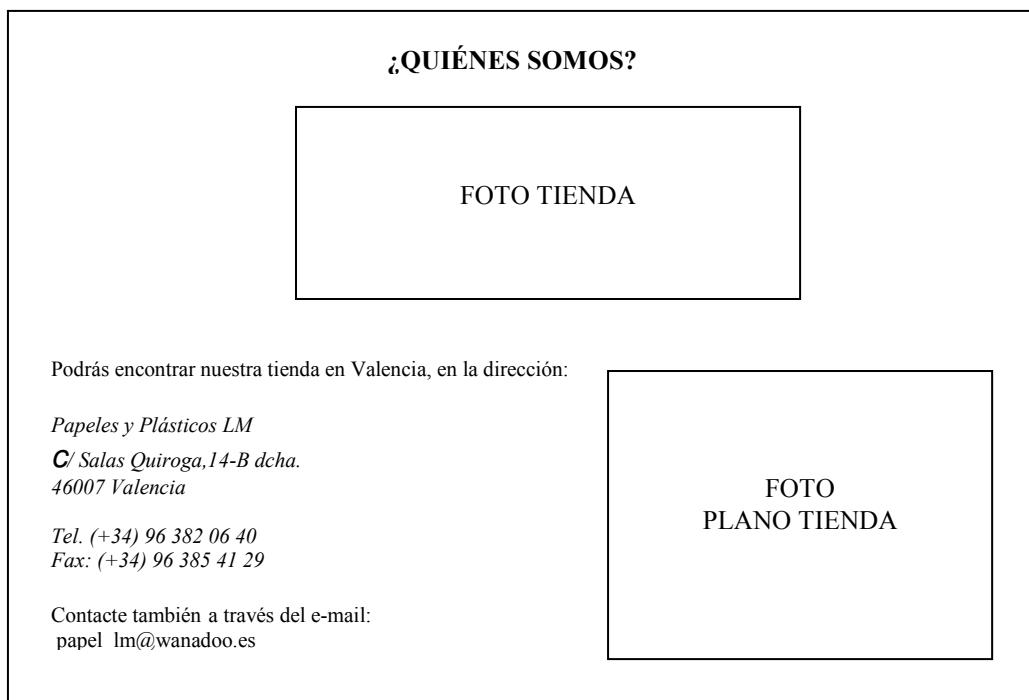 ¿QUIÉNES SOMOS?
FOTO TIENDA
Podrás encontrar nuestra tienda en Valencia, en la dirección:
Papeles y Plásticos LM
C/ Salas Quiroga,14-B dcha.
46007 Valencia
Tel. (+34) 96 382 06 40
Fax: (+34) 96 385 41 29
Contacte también a través del e-mail:
papel_lm@wanadoo.es
FOTO
PLANO TIENDA